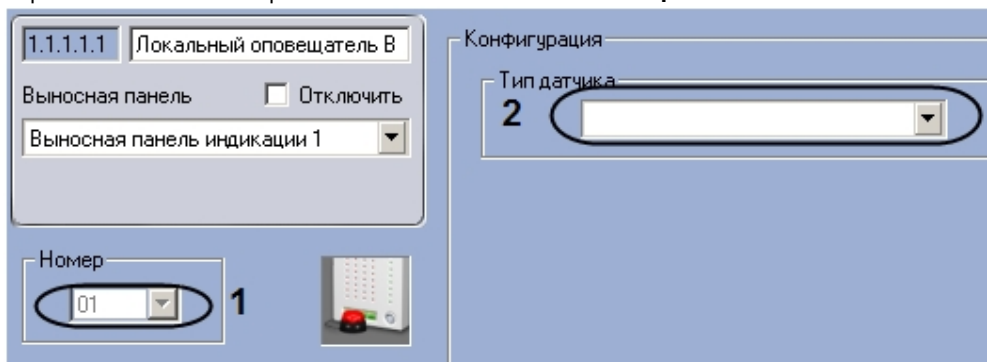 1.1.1.1.1 Локальный оповещатель В
Выносная панель Отключить
Выносная панель индикации 1
Номер
01 1
Конфигурация
Тип датчика
2